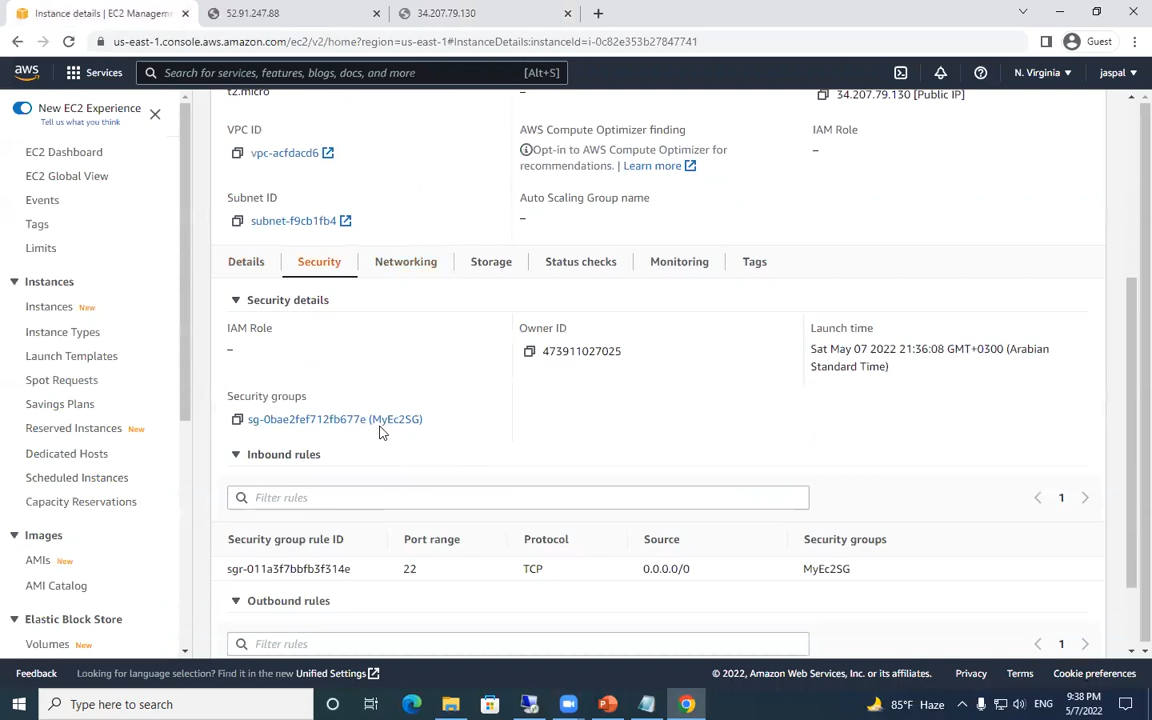 Instance details | EC2 Managem
52.91.247.88
34.207.79.130
us-east-1.console.aws.amazon.com/ec2/v2/home?region=us-east-1#InstanceDetails:instanceId=i-0c82e353b27847741
Guest
aws
Services
Search for services, features, blogs, docs, and more
[Alt+S]
N. Virginia
jaspal
New EC2 Experience
Tell us what you think
EC2 Dashboard
EC2 Global View
Events
Tags
Limits
Instances
Instances New
Instance Types
Launch Templates
Spot Requests
Savings Plans
Reserved Instances New
Dedicated Hosts
Scheduled Instances
Capacity Reservations
Images
AMIs New
AMI Catalog
Elastic Block Store
Volumes New
t2.micro
–
34.207.79.130 [Public IP]
VPC ID
vpc-acfdacd6
AWS Compute Optimizer finding
Opt-in to AWS Compute Optimizer for
recommendations. | Learn more
IAM Role
–
Subnet ID
subnet-f9cb1fb4
Auto Scaling Group name
–
Details
Security
Networking
Storage
Status checks
Monitoring
Tags
Security details
IAM Role
–
Owner ID
473911027025
Launch time
Sat May 07 2022 21:36:08 GMT+0300 (Arabian
Standard Time)
Security groups
sg-0bae2fef712fb677e (MyEc2SG)
Inbound rules
Filter rules
1
Security group rule ID
Port range
Protocol
Source
Security groups
sgr-011a3f7bbfb3f314e
22
TCP
0.0.0.0/0
MyEc2SG
Outbound rules
Filter rules
1
Feedback
Looking for language selection? Find it in the new Unified Settings
© 2022, Amazon Web Services, Inc. or its affiliates.
Privacy
Terms
Cookie preferences
Type here to search
85°F Haze
ENG
9:38 PM
5/7/2022